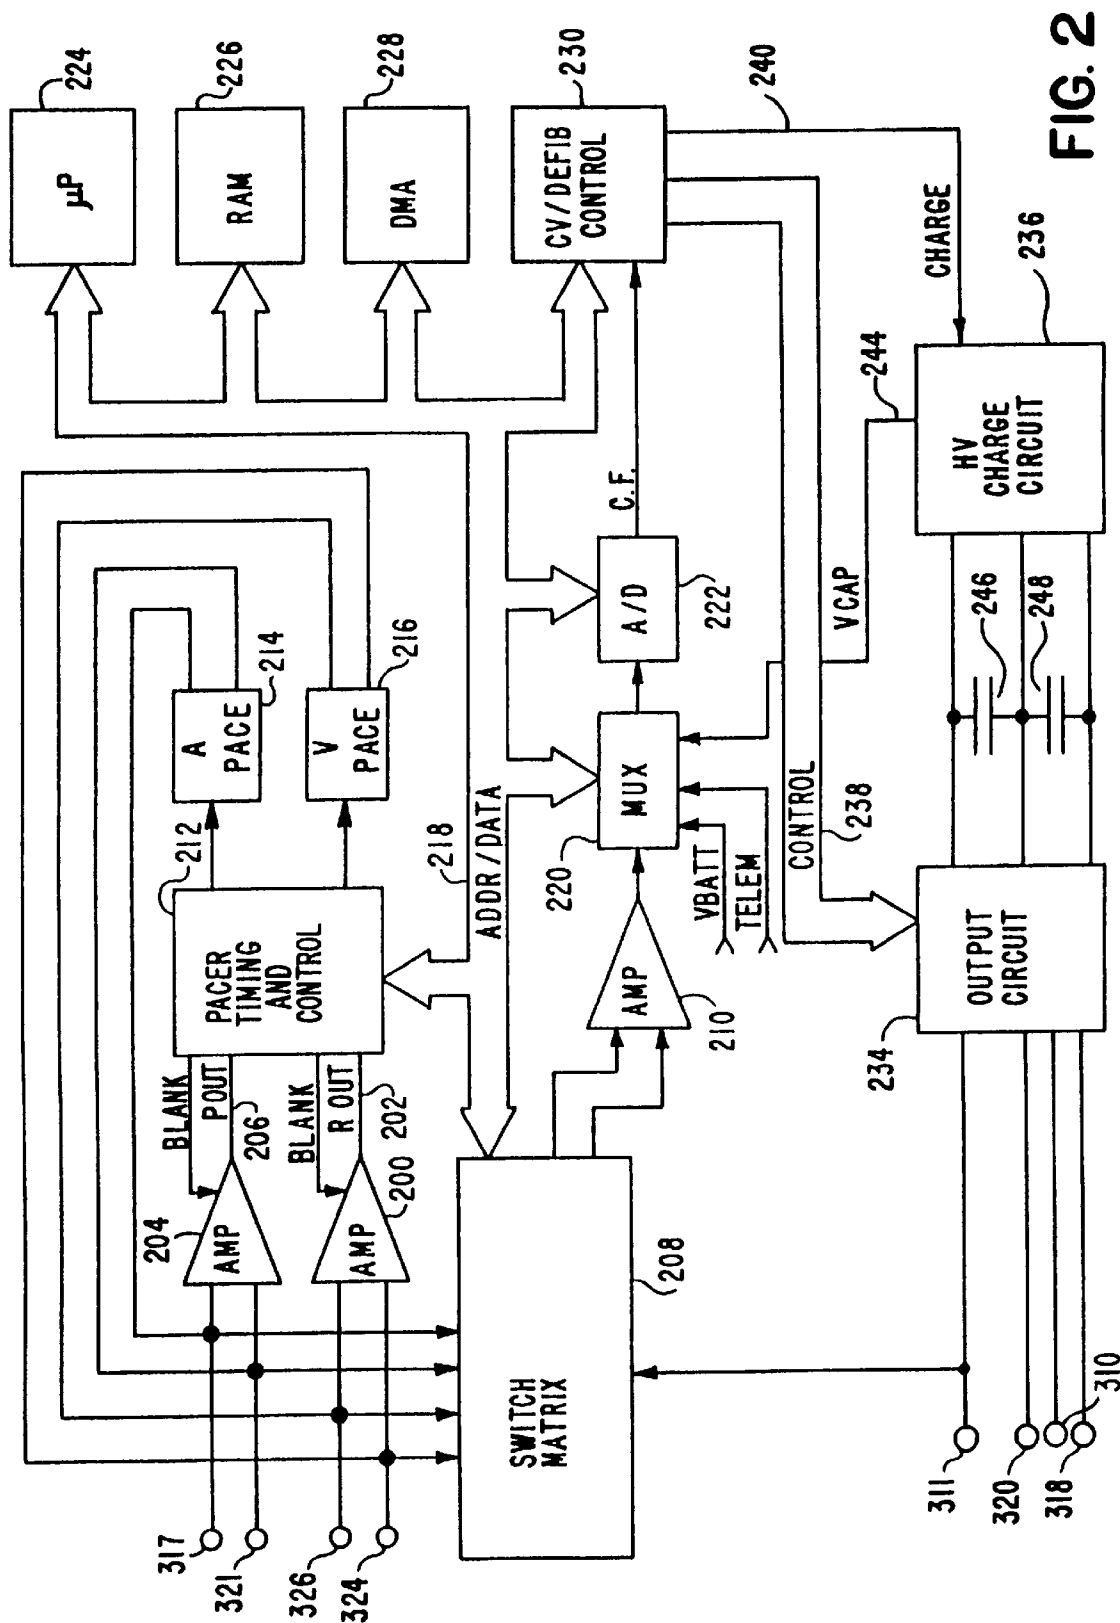 317
321
326
324
204
AMP
BLANK
POUT
206
AMP
200
BLANK
R OUT
202
PACER
TIMING
AND
CONTROL
212
A
PACE
214
V
PACE
216
µP
224
RAM
226
DMA
228
CV/DEFIB
CONTROL
230
SWITCH
MATRIX
208
218
ADDR/DATA
AMP
210
MUX
220
VBATT
TELEM
A/D
222
C.F.
CONTROL
238
VCAP
244
240
CHARGE
311
320
310
318
OUTPUT
CIRCUIT
234
246
248
HV
CHARGE
CIRCUIT
236
FIG. 2